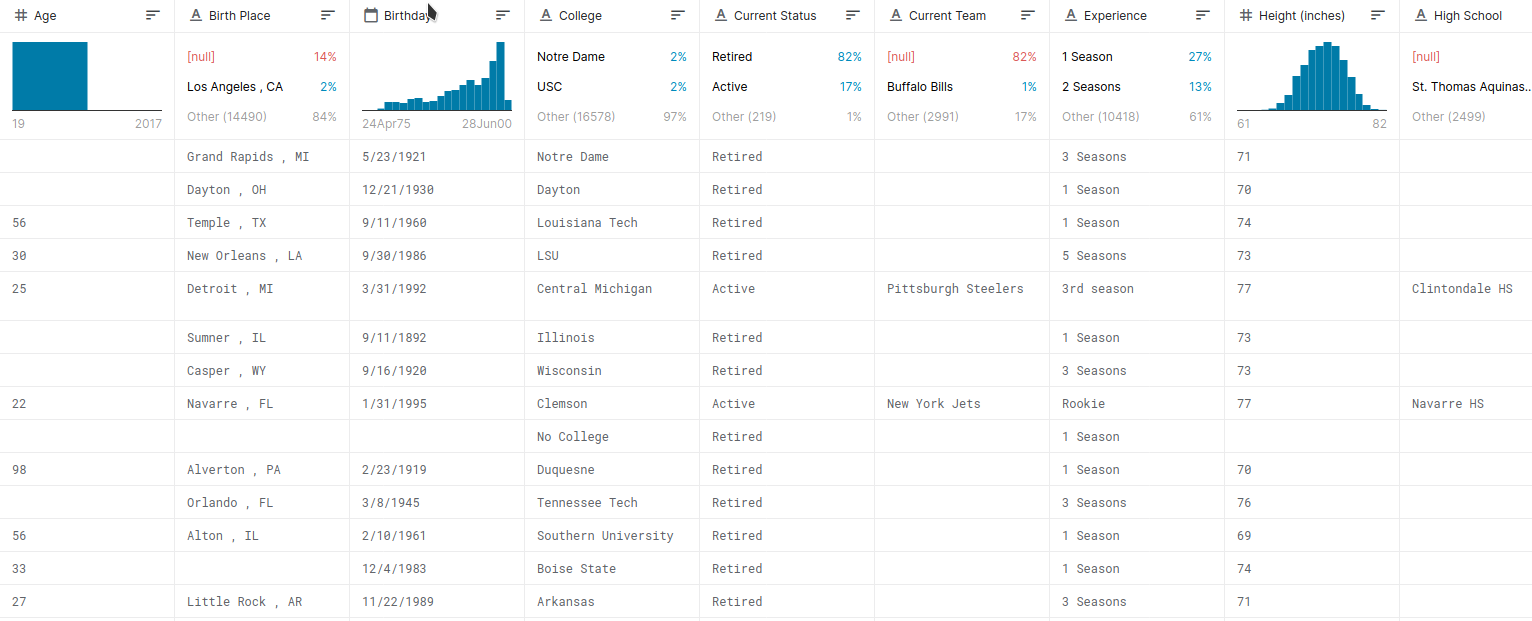 Age Birth Place Birthday College Current Status Current Team Experience Height (inches) High School
[null] 14% Notre Dame 2% Retired 82% [null] 82% 1 Season 27% [null]
Los Angeles , CA 2% USC 2% Active 17% Buffalo Bills 1% 2 Seasons 13% St. Thomas Aquinas...
19 2017 Other (14490) 84% 24Apr75 28Jun00 Other (16578) 97% Other (219) 1% Other (2991) 17% Other (10418) 61% 61 82 Other (2499)
Grand Rapids , MI 5/23/1921 Notre Dame Retired 3 Seasons 71
Dayton , OH 12/21/1930 Dayton Retired 1 Season 70
56 Temple , TX 9/11/1960 Louisiana Tech Retired 1 Season 74
30 New Orleans , LA 9/30/1986 LSU Retired 5 Seasons 73
25 Detroit , MI 3/31/1992 Central Michigan Active Pittsburgh Steelers 3rd season 77 Clintondale HS
Sumner , IL 9/11/1892 Illinois Retired 1 Season 73
Casper , WY 9/16/1920 Wisconsin Retired 3 Seasons 73
22 Navarre , FL 1/31/1995 Clemson Active New York Jets Rookie 77 Navarre HS
No College Retired 1 Season
98 Alverton , PA 2/23/1919 Duquesne Retired 1 Season 70
Orlando , FL 3/8/1945 Tennessee Tech Retired 3 Seasons 76
56 Alton , IL 2/10/1961 Southern University Retired 1 Season 69
33 12/4/1983 Boise State Retired 1 Season 74
27 Little Rock , AR 11/22/1989 Arkansas Retired 3 Seasons 71